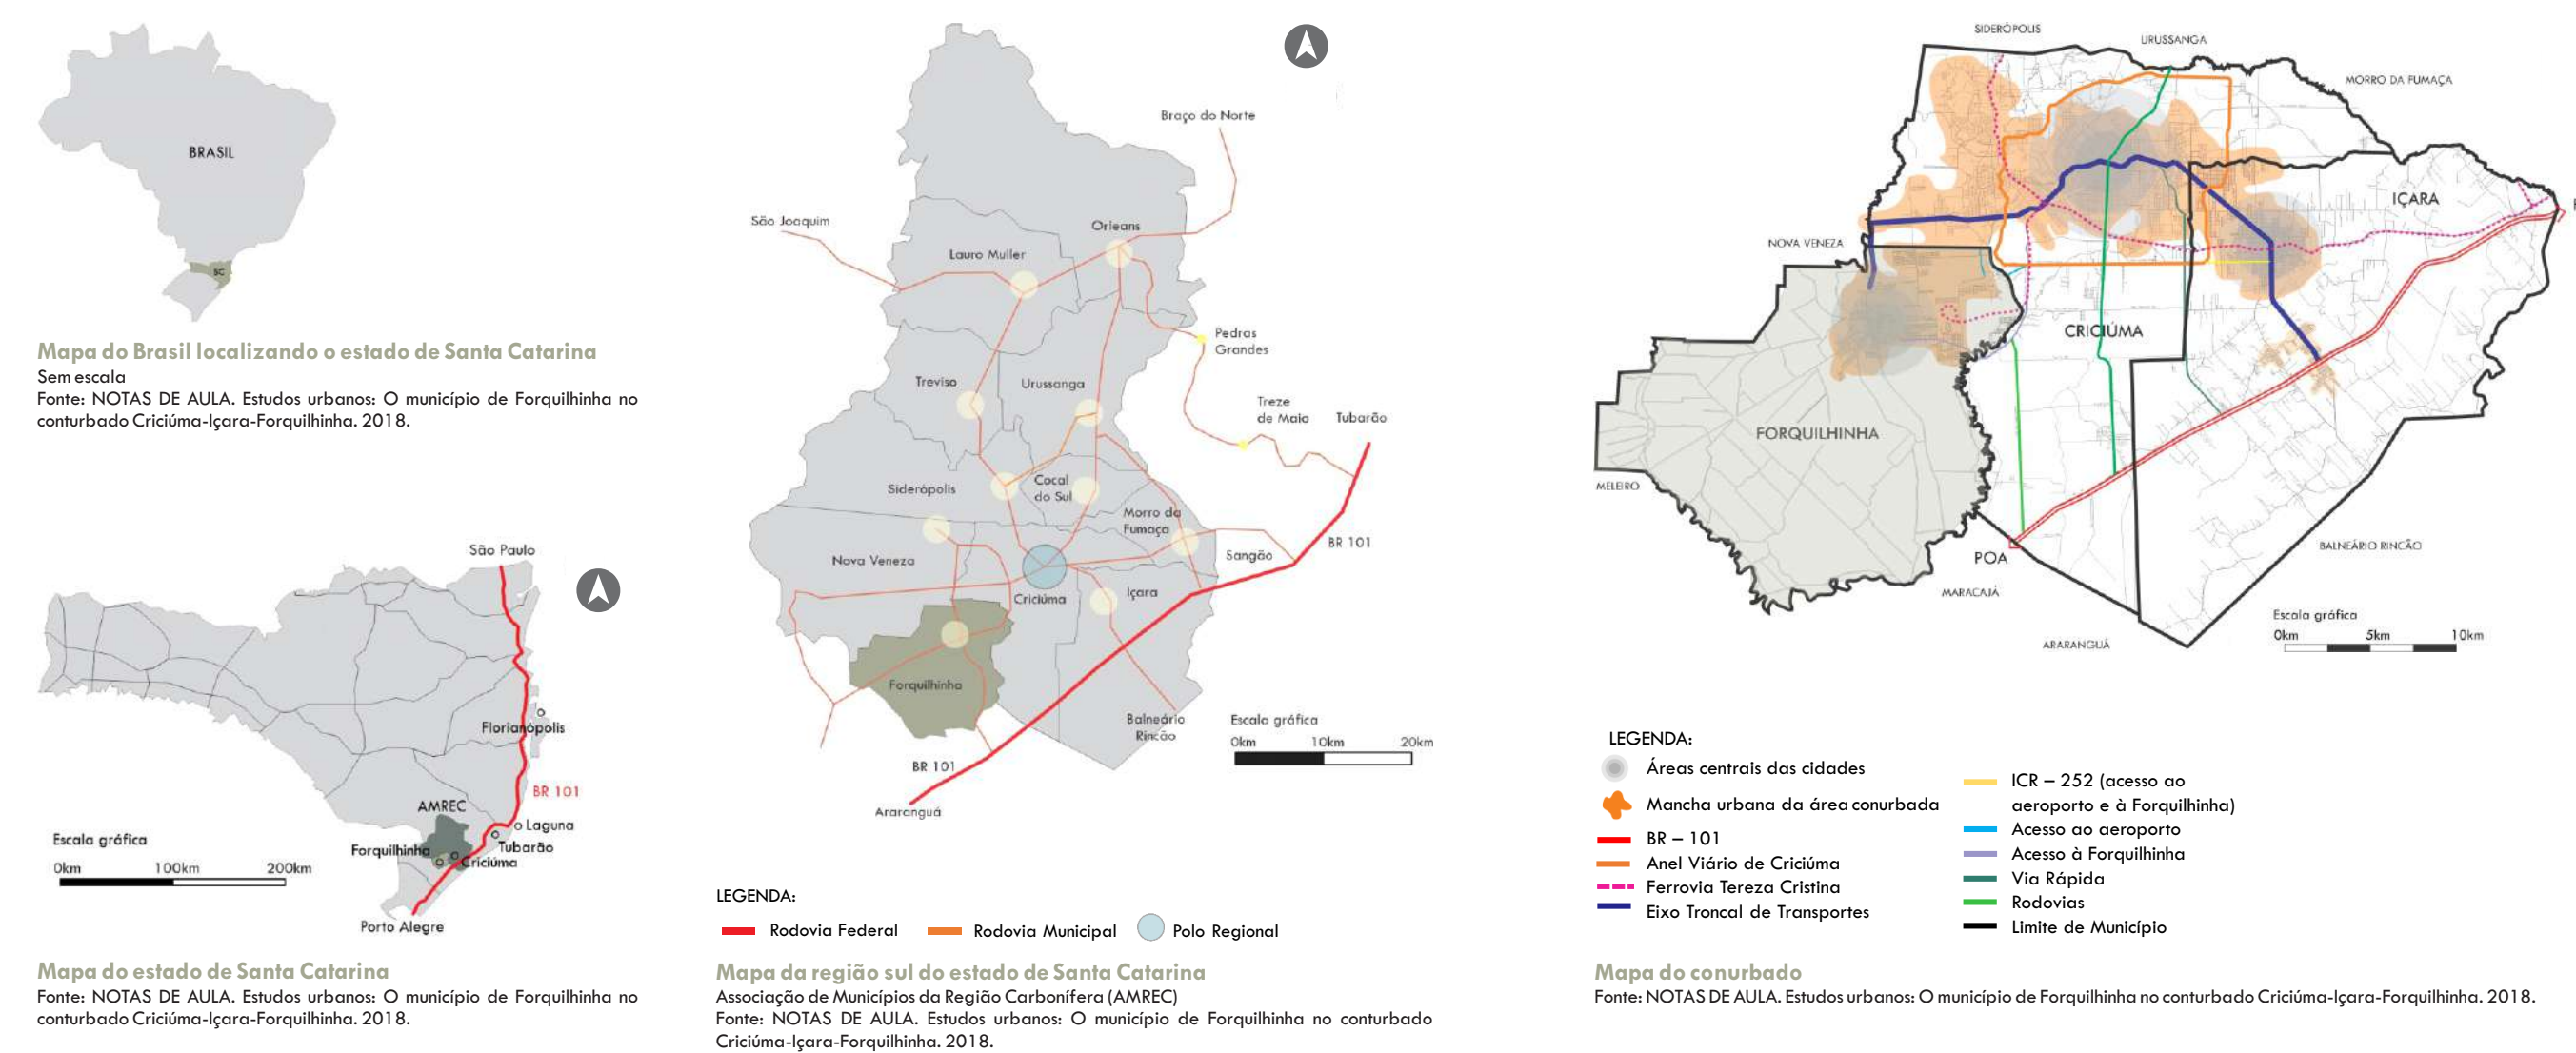 BRASIL
SC
Mapa do Brasil localizando o estado de Santa Catarina
Sem escala
Fonte: NOTAS DE AULA. Estudos urbanos: O município de Forquilhinha no
conturbado Criciúma-Içara-Forquilhinha. 2018.
São Paulo
Florianópolis
BR 101
AMREC
Laguna
Tubarão
Forquilhinha
Criciúma
Escala gráfica
0km 100km 200km
Porto Alegre
Mapa do estado de Santa Catarina
Fonte: NOTAS DE AULA. Estudos urbanos: O município de Forquilhinha no
conturbado Criciúma-Içara-Forquilhinha. 2018.
Braço do Norte
São Joaquim
Orleans
Lauro Muller
Pedras
Grandes
Treviso
Urussanga
Treze
de Maio
Tubarão
Siderópolis
Cocal
do Sul
Morro da
Fumaça
BR 101
Sangão
Nova Veneza
Criciúma
Içara
Forquilhinha
Balneário
Rincão
Escala gráfica
0km 10km 20km
BR 101
Araranguá
LEGENDA:
Rodovia Federal
Rodovia Municipal
Polo Regional
Mapa da região sul do estado de Santa Catarina
Associação de Municípios da Região Carbonífera (AMREC)
Fonte: NOTAS DE AULA. Estudos urbanos: O município de Forquilhinha no conturbado
Criciúma-Içara-Forquilhinha. 2018.
SIDERÓPOLIS
URUSSANGA
MORRO DA FUMAÇA
IÇARA
NOVA VENEZA
CRICIÚMA
FORQUILHINHA
MELEIRO
POA
BALNEÁRIO RINCÃO
MARACAJÁ
ARARANGUÁ
Escala gráfica
0km 5km 10km
LEGENDA:
Áreas centrais das cidades
Mancha urbana da área conurbada
BR – 101
Anel Viário de Criciúma
Ferrovia Tereza Cristina
Eixo Troncal de Transportes
ICR – 252 (acesso ao
aeroporto e à Forquilhinha)
Acesso ao aeroporto
Acesso à Forquilhinha
Via Rápida
Rodovias
Limite de Município
Mapa do conurbado
Fonte: NOTAS DE AULA. Estudos urbanos: O município de Forquilhinha no conturbado Criciúma-Içara-Forquilhinha. 2018.